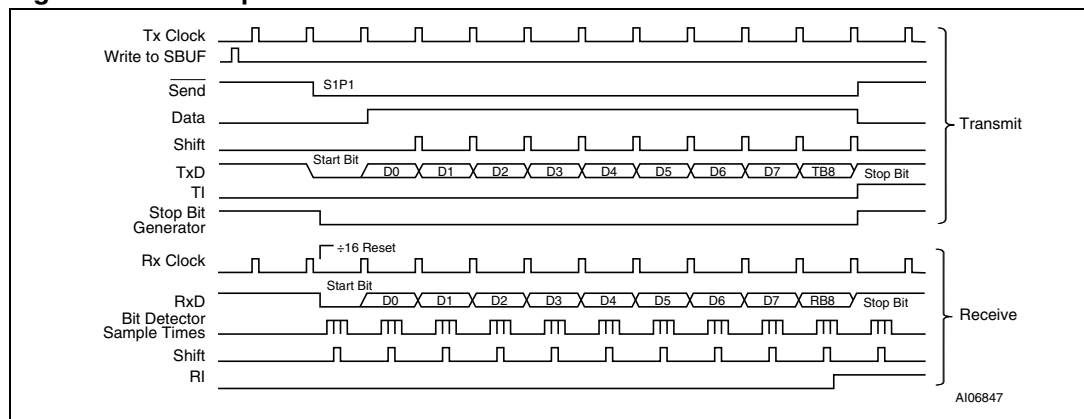 Tx Clock
Write to SBUF
Send
S1P1
Data
Transmit
Shift
Start Bit
TxD
D0 D1 D2 D3 D4 D5 D6 D7 TB8 Stop Bit
TI
Stop Bit
Generator
÷16 Reset
Rx Clock
Start Bit
RxD
D0 D1 D2 D3 D4 D5 D6 D7 RB8 Stop Bit
Bit Detector
Sample Times
Receive
Shift
RI
AI06847